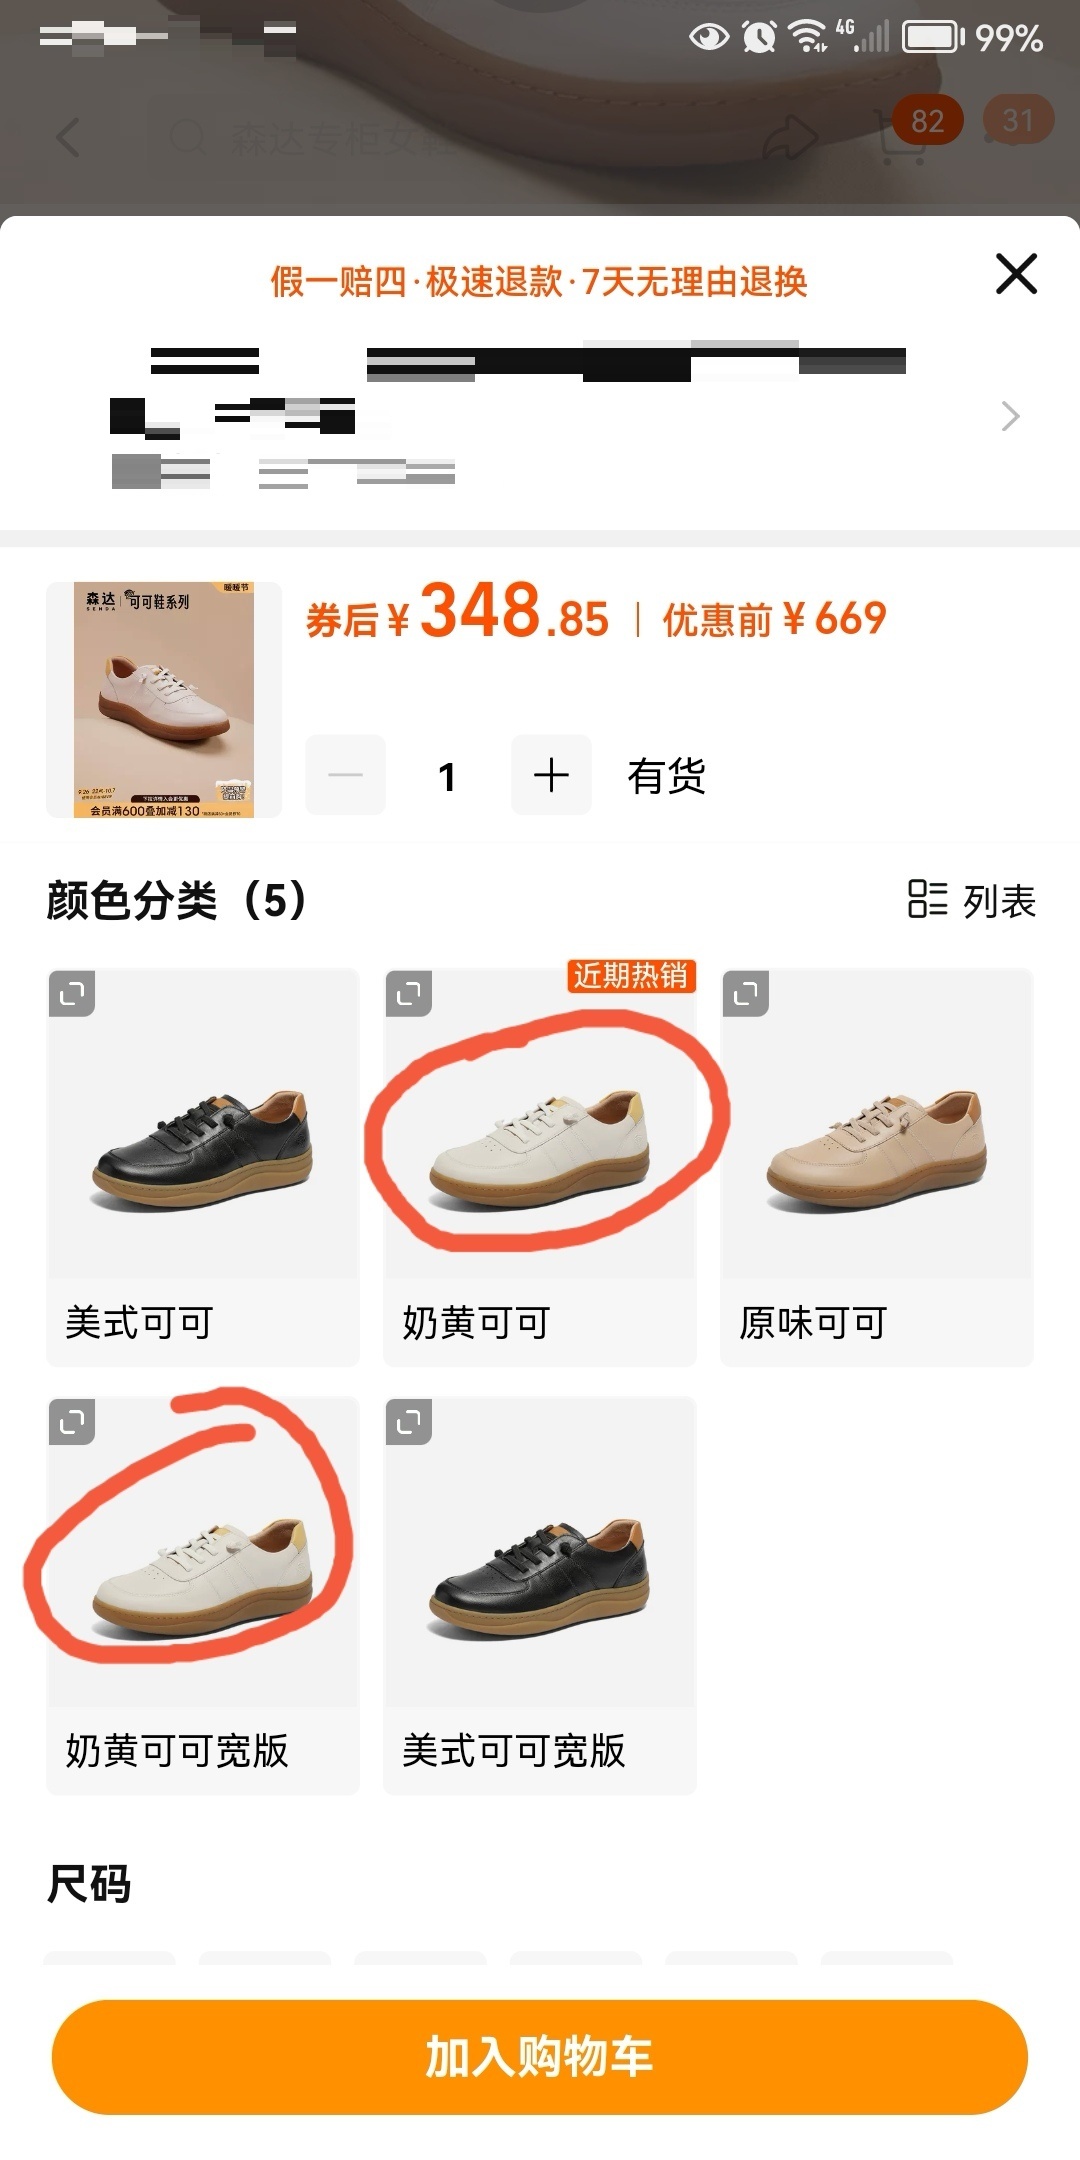 4G 99%
森达专柜女鞋
82 31
假一赔四·极速退款·7天无理由退换
暖暖节
森达 可可鞋系列
SENDA
会员满600叠加减130
券后¥348.85 优惠前¥669
1 有货
颜色分类（5） 列表
近期热销
美式可可 奶黄可可 原味可可
奶黄可可宽版 美式可可宽版
尺码
加入购物车